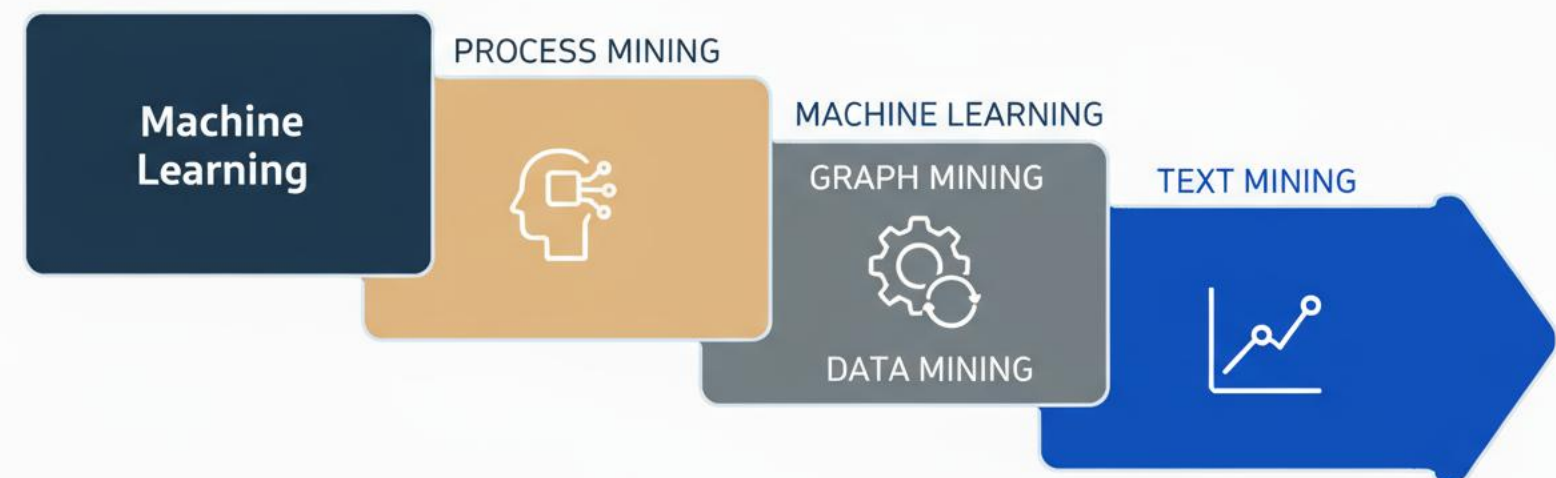 Machine
Learning
PROCESS MINING
MACHINE LEARNING
GRAPH MINING
DATA MINING
TEXT MINING